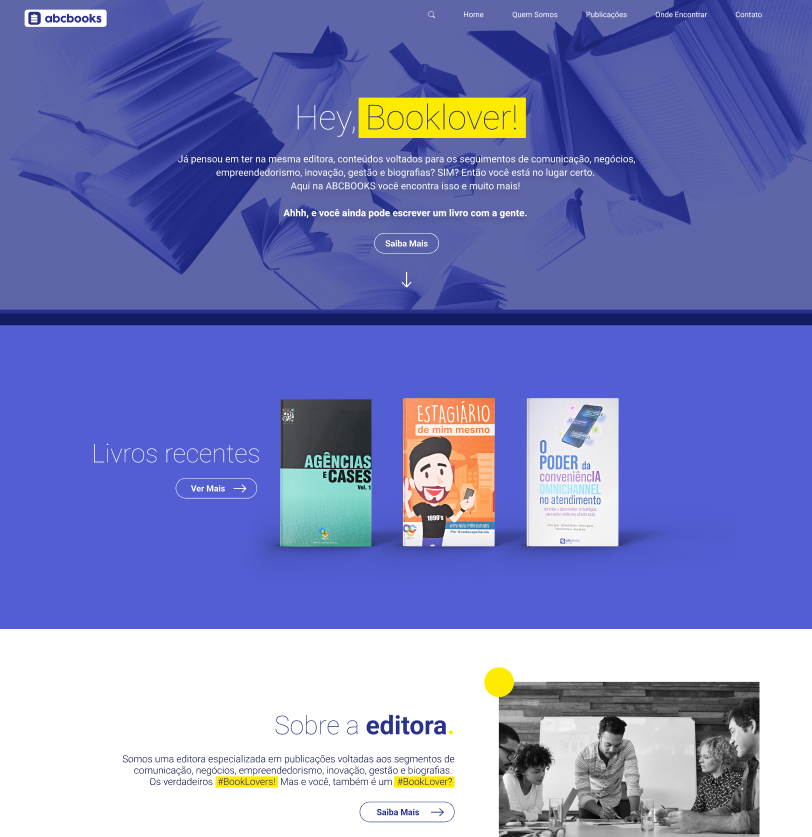 abcbooks
Home Quem Somos Publicações Onde Encontrar Contato
Hey, Booklover!
Já pensou em ter na mesma editora, conteúdos voltados para os seguimentos de comunicação, negócios,
empreendedorismo, inovação, gestão e biografias? SIM? Então você está no lugar certo.
Aqui na ABCBOOKS você encontra isso e muito mais!
Ahhh, e você ainda pode escrever um livro com a gente.
Saiba Mais
Livros recentes
Ver Mais
AGÊNCIAS
E CASES
Vol. 1
ESTAGIÁRIO
de mim mesmo
1990's
O
PODER da
conveniêncIA
OMNICHANNEL
no atendimento
abcbooks
Sobre a editora.
Somos uma editora especializada em publicações voltadas aos segmentos de
comunicação, negócios, empreendedorismo, inovação, gestão e biografias.
Os verdadeiros #BookLovers! Mas e você, também é um #BookLover?
Saiba Mais